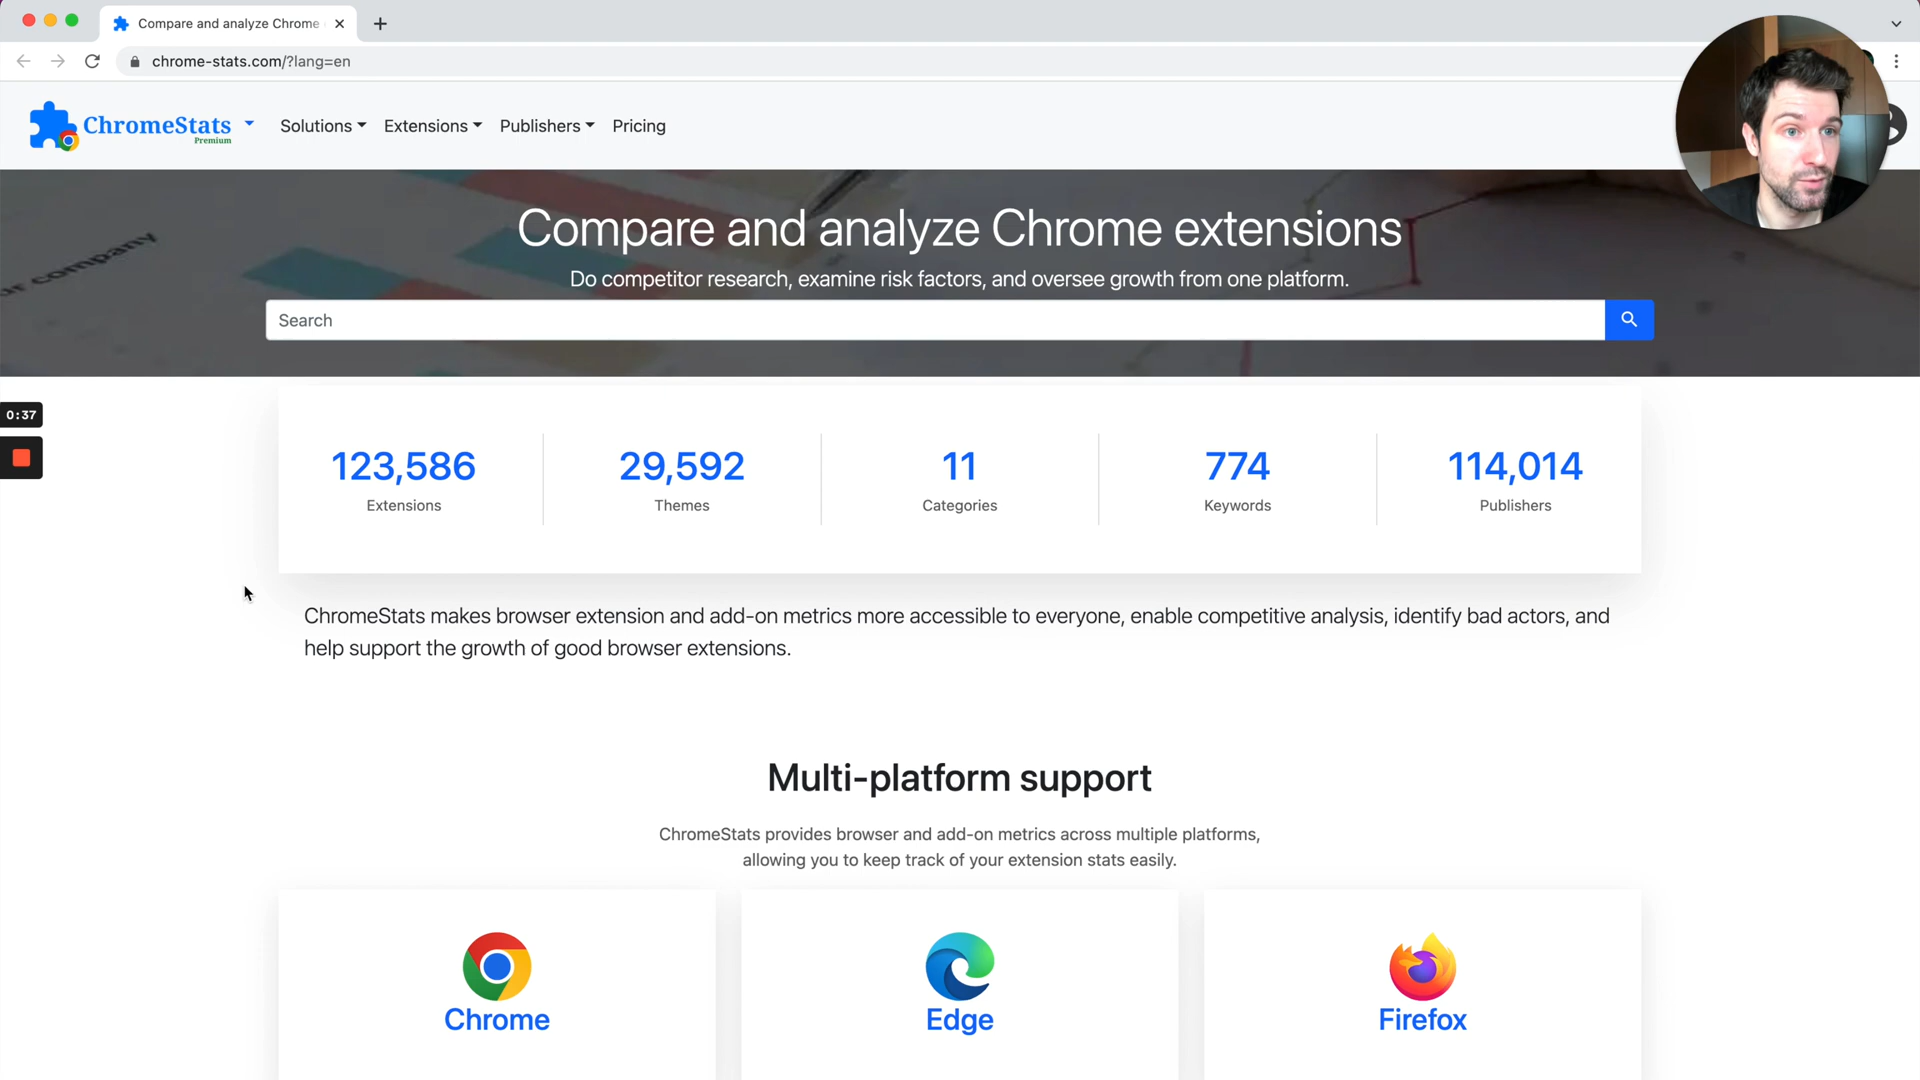 Compare and analyze Chrome
chrome-stats.com/?lang=en
ChromeStats
Premium
Solutions
Extensions
Publishers
Pricing
or company
Compare and analyze Chrome extensions
Do competitor research, examine risk factors, and oversee growth from one platform.
Search
0:37
123,586
Extensions
29,592
Themes
11
Categories
774
Keywords
114,014
Publishers
ChromeStats makes browser extension and add-on metrics more accessible to everyone, enable competitive analysis, identify bad actors, and
help support the growth of good browser extensions.
Multi-platform support
ChromeStats provides browser and add-on metrics across multiple platforms,
allowing you to keep track of your extension stats easily.
Chrome
Edge
Firefox